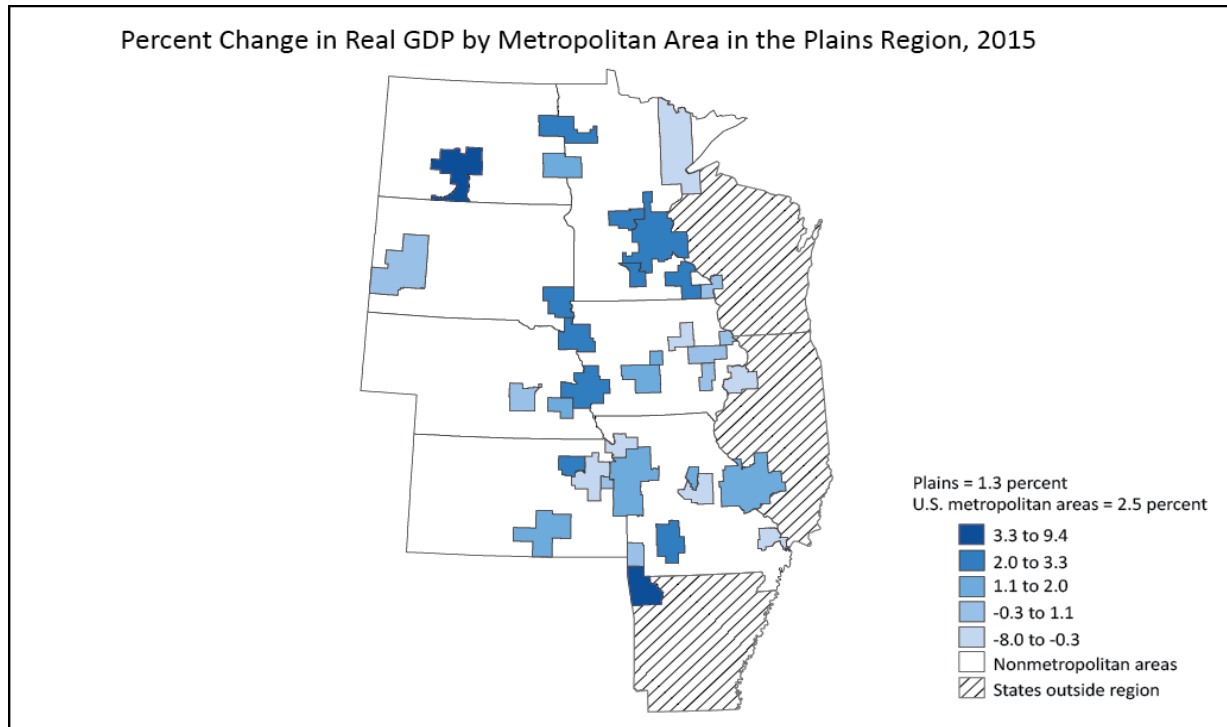 Percent Change in Real GDP by Metropolitan Area in the Plains Region, 2015
Plains = 1.3 percent
U.S. metropolitan areas = 2.5 percent
3.3 to 9.4
2.0 to 3.3
1.1 to 2.0
-0.3 to 1.1
-8.0 to -0.3
Nonmetropolitan areas
States outside region